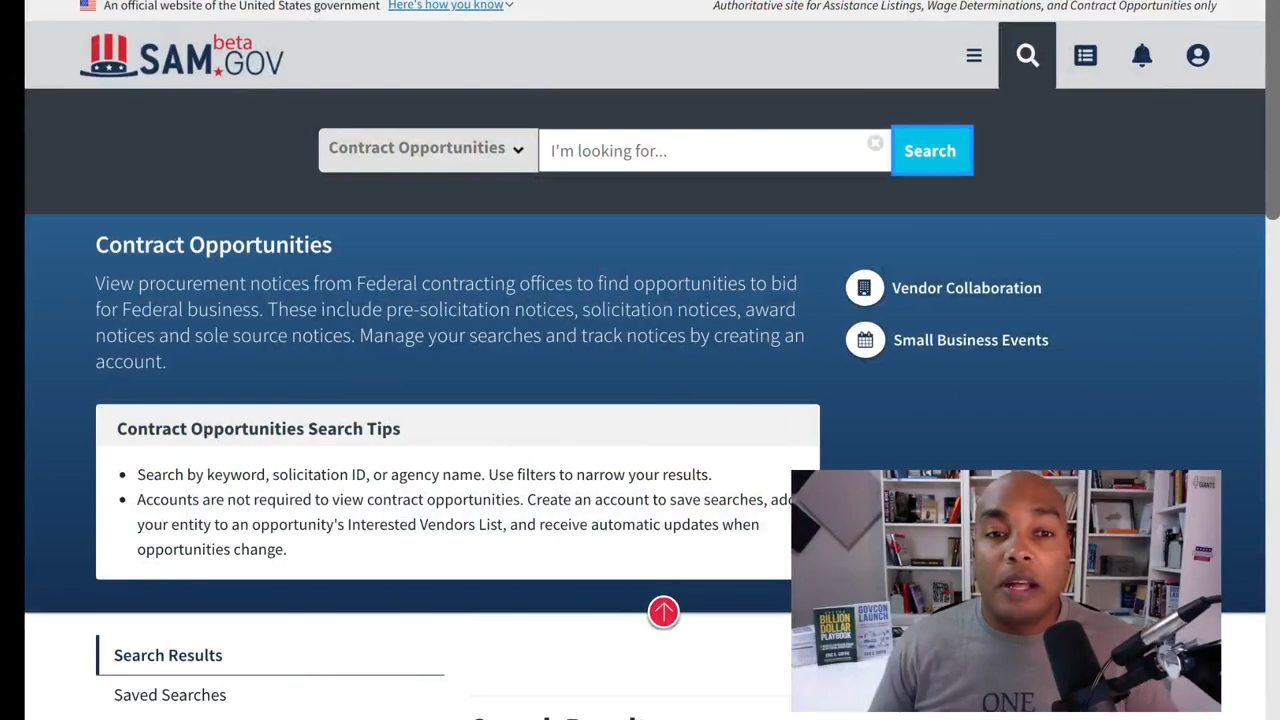 An official website of the United States government Here's how you know
Authoritative site for Assistance Listings, Wage Determinations, and Contract Opportunities only
SAM.GOV beta
Contract Opportunities
I'm looking for...
Search
Contract Opportunities
View procurement notices from Federal contracting offices to find opportunities to bid
for Federal business. These include pre-solicitation notices, solicitation notices, award
notices and sole source notices. Manage your searches and track notices by creating an
account.
Vendor Collaboration
Small Business Events
Contract Opportunities Search Tips
Search by keyword, solicitation ID, or agency name. Use filters to narrow your results.
Accounts are not required to view contract opportunities. Create an account to save searches, add
your entity to an opportunity's Interested Vendors List, and receive automatic updates when
opportunities change.
Search Results
Saved Searches
BILLION
DOLLAR
PLAYBOOK
GOVCON
LAUNCH
GIANTS
ONE